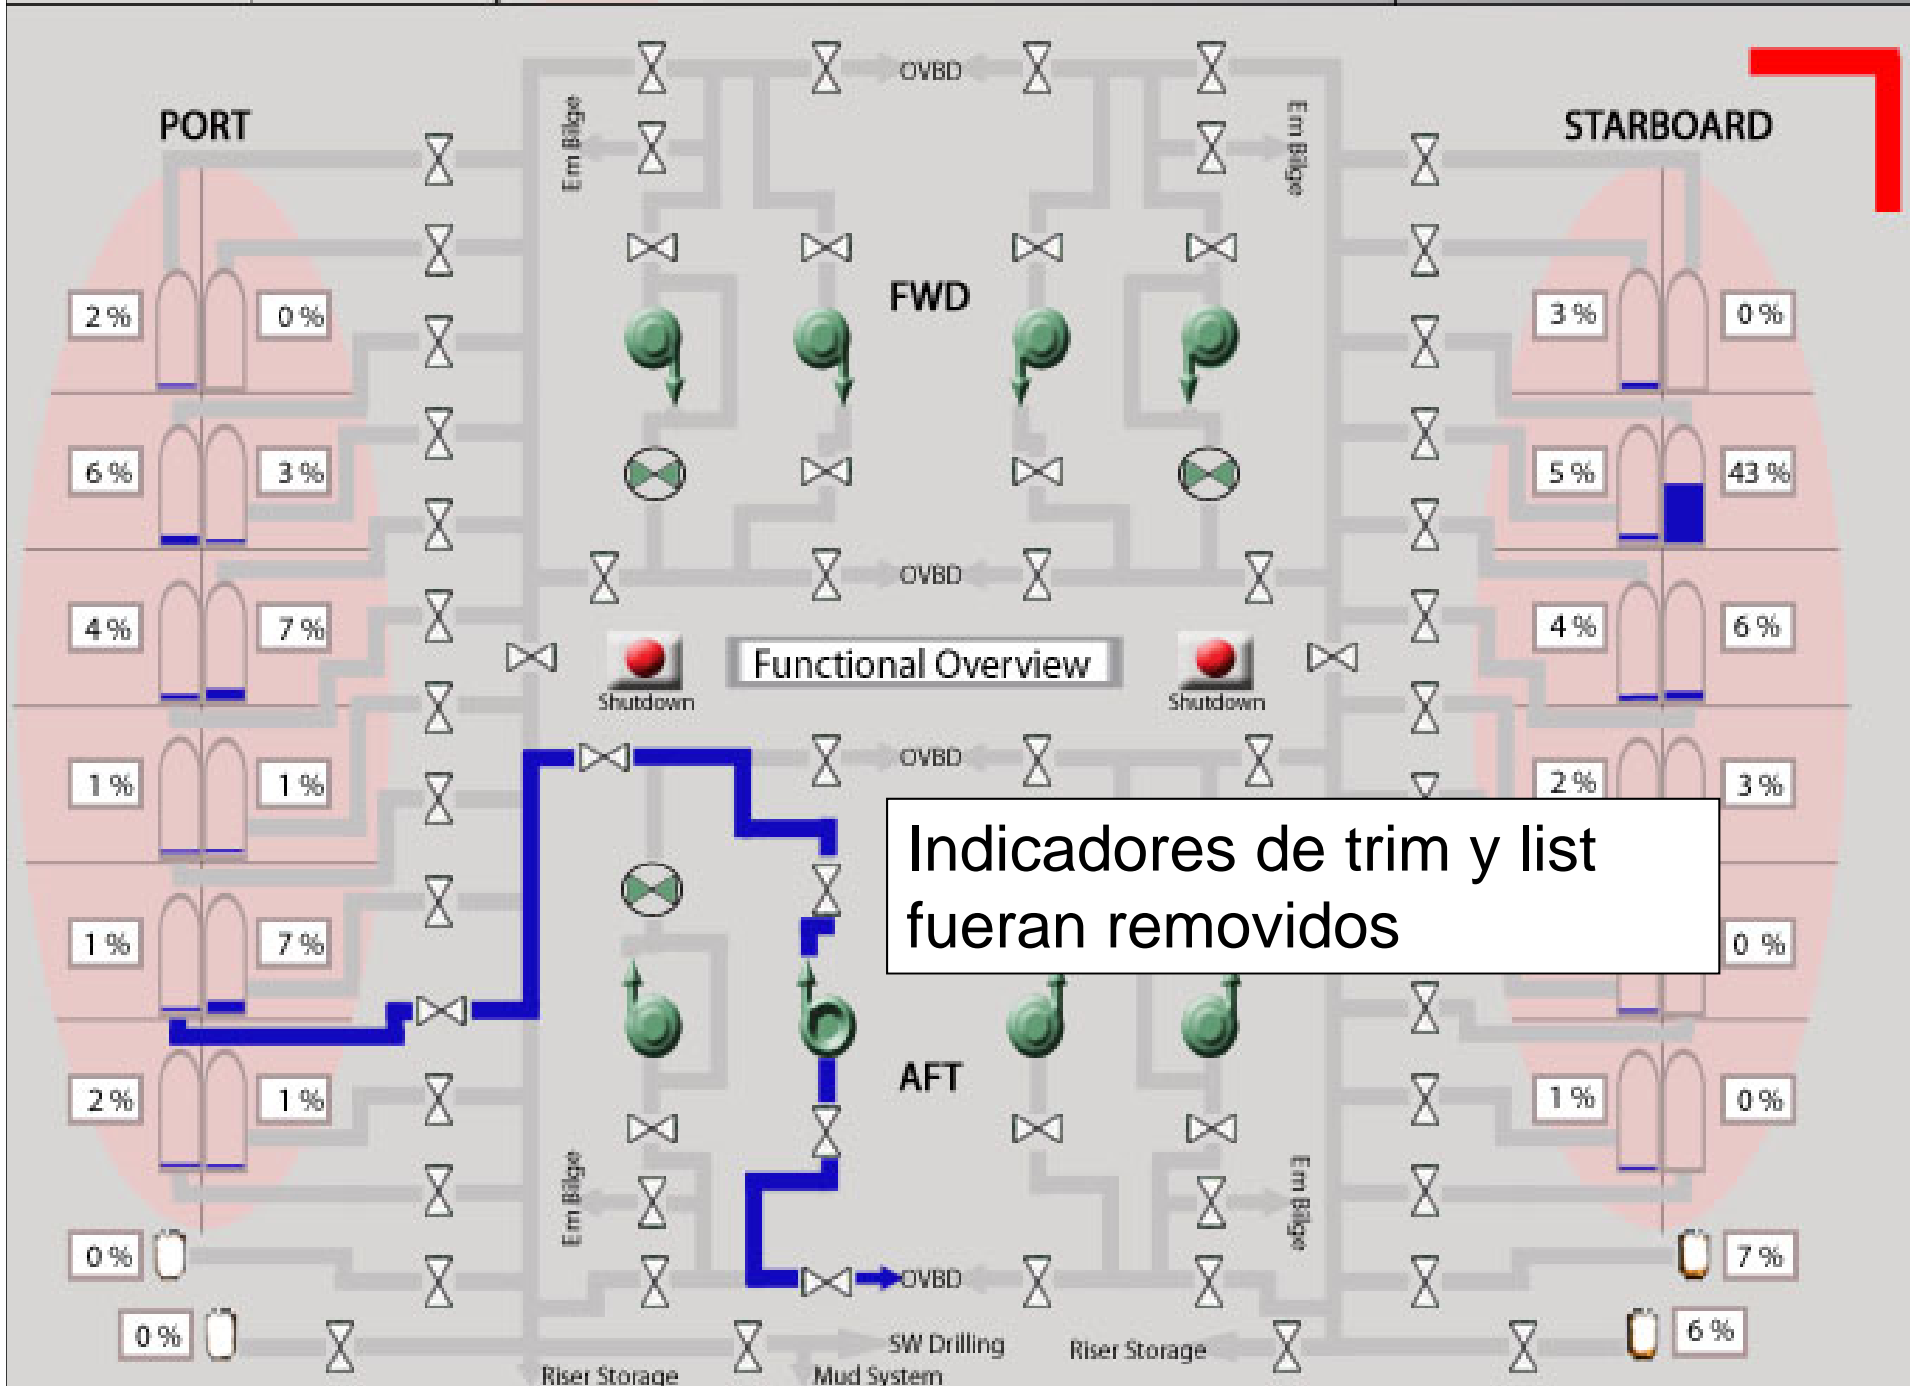 OVBD
PORT
STARBOARD
Em Bilge
Em Bilge
FWD
2 %
0 %
3 %
0 %
6 %
3 %
5 %
43 %
OVBD
4 %
7 %
4 %
6 %
Functional Overview
Shutdown
Shutdown
OVBD
1 %
1 %
2 %
3 %
Indicadores de trim y list
fueran removidos
1 %
7 %
0 %
AFT
2 %
1 %
1 %
0 %
Em Bilge
Em Bilge
0 %
7 %
OVBD
0 %
6 %
SW Drilling
Riser Storage
Riser Storage
Mud System